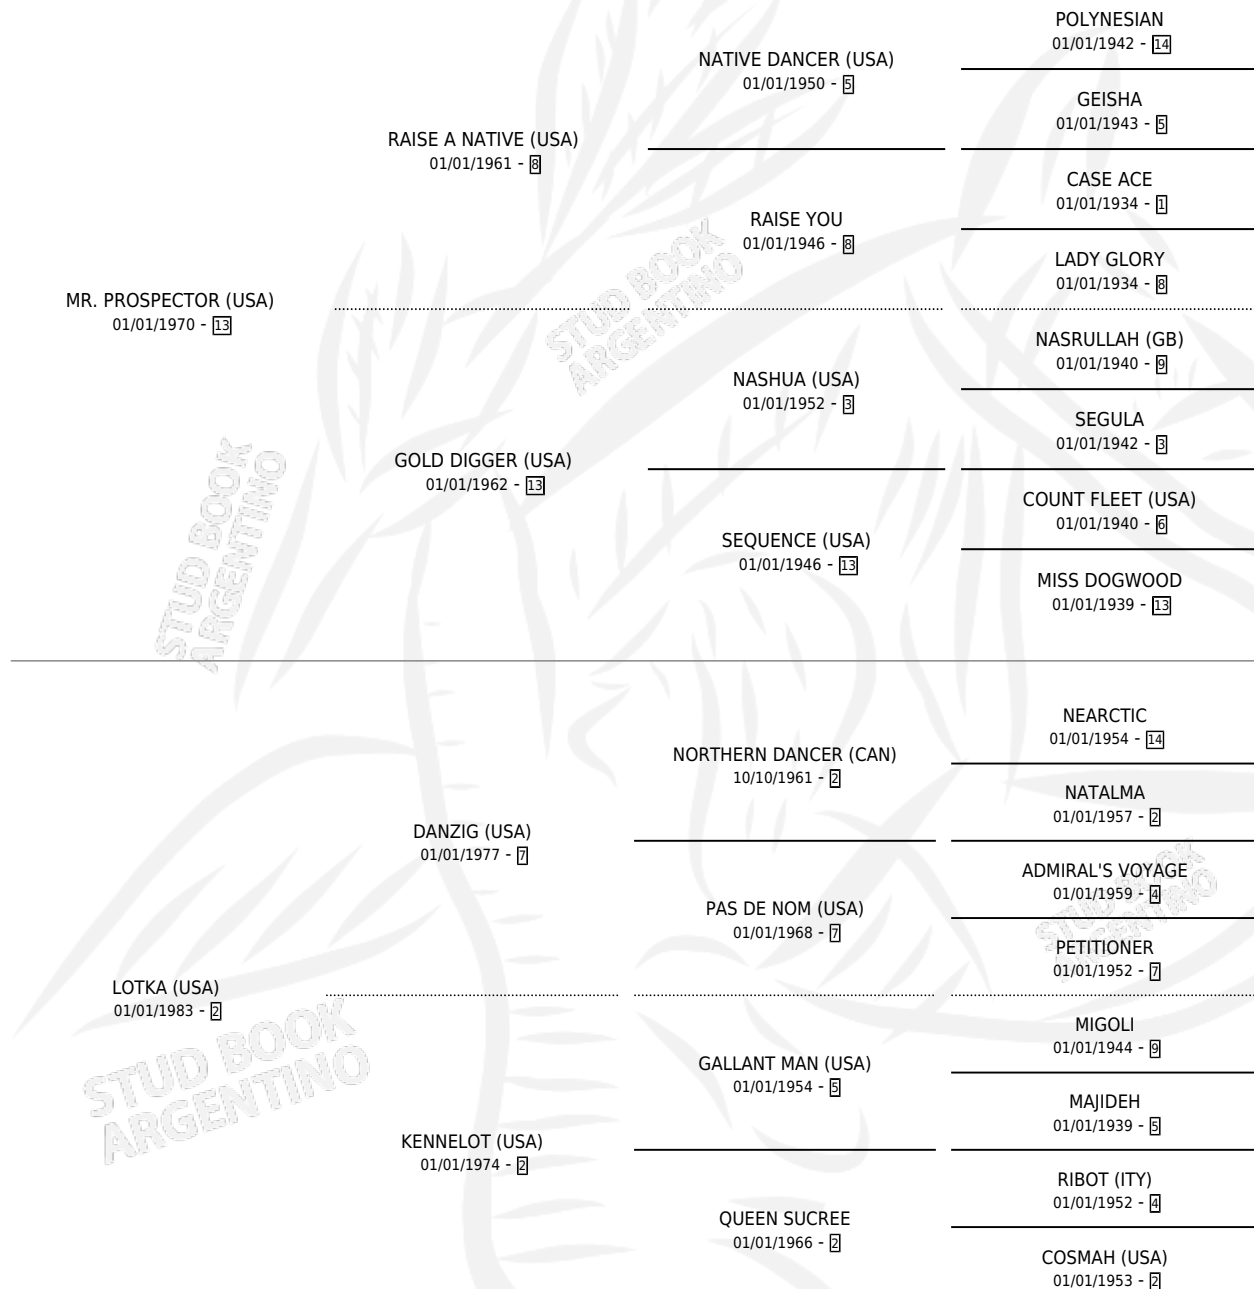 POLYNESIAN
01/01/1942 - 14
NATIVE DANCER (USA)
01/01/1950 - 5
GEISHA
01/01/1943 - 5
RAISE A NATIVE (USA)
01/01/1961 - 8
CASE ACE
01/01/1934 - 1
RAISE YOU
01/01/1946 - 8
LADY GLORY
01/01/1934 - 8
MR. PROSPECTOR (USA)
01/01/1970 - 13
NASRULLAH (GB)
01/01/1940 - 9
NASHUA (USA)
01/01/1952 - 3
SEGULA
01/01/1942 - 3
GOLD DIGGER (USA)
01/01/1962 - 13
COUNT FLEET (USA)
01/01/1940 - 6
SEQUENCE (USA)
01/01/1946 - 13
MISS DOGWOOD
01/01/1939 - 13
NEARCTIC
01/01/1954 - 14
NORTHERN DANCER (CAN)
10/10/1961 - 2
NATALMA
01/01/1957 - 2
DANZIG (USA)
01/01/1977 - 7
ADMIRAL'S VOYAGE
01/01/1959 - 4
PAS DE NOM (USA)
01/01/1968 - 7
PETITIONER
01/01/1952 - 7
LOTKA (USA)
01/01/1983 - 2
MIGOLI
01/01/1944 - 9
GALLANT MAN (USA)
01/01/1954 - 5
MAJIDEH
01/01/1939 - 5
KENNELOT (USA)
01/01/1974 - 2
RIBOT (ITY)
01/01/1952 - 4
QUEEN SUCREE
01/01/1966 - 2
COSMAH (USA)
01/01/1953 - 2
STUD BOOK
ARGENTINO
STUD BOOK
ARGENTINO
STUD BOOK
ARGENTINO
STUD BOOK
ARGENTINO